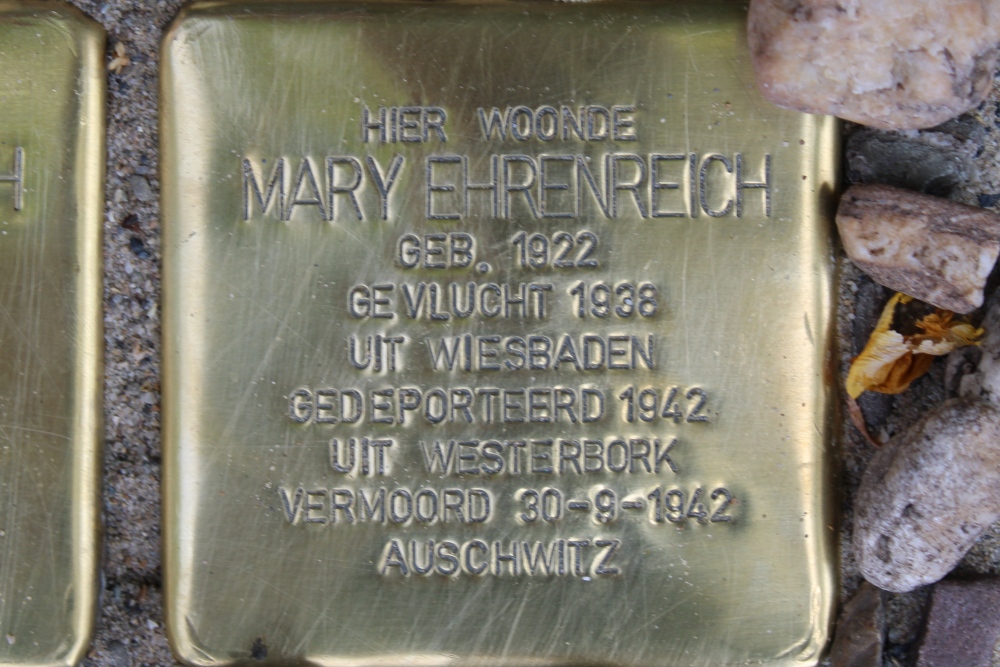 HIER WOONDE
MARY EHRENREICH
GEB. 1922
GEVLUCHT 1938
UIT WIESBADEN
GEDEPORTEERD 1942
UIT WESTERBORK
VERMOORD 30-9-1942
AUSCHWITZ
H